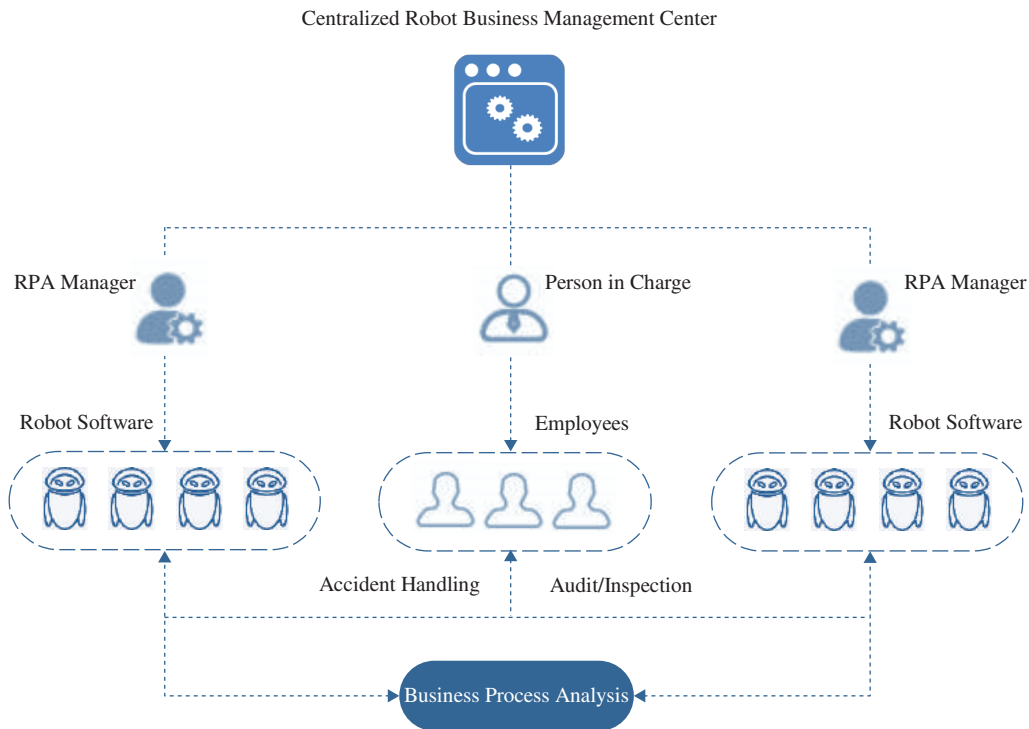 Centralized Robot Business Management Center
RPA Manager
Person in Charge
RPA Manager
Robot Software
Employees
Robot Software
Accident Handling
Audit/Inspection
Business Process Analysis